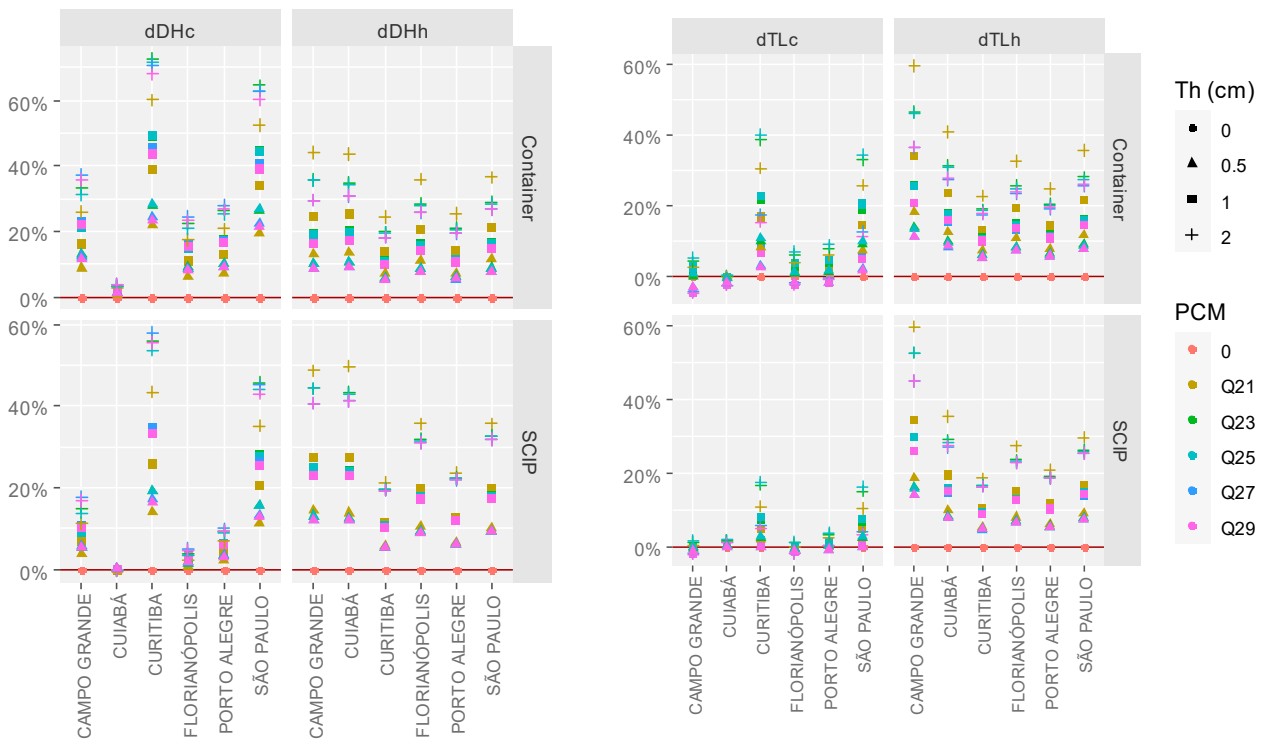 dDHc
dDHh
Container
60%
40%
20%
0%
SCIP
60%
40%
20%
0%
CAMPO GRANDE
CUIABÁ
CURITIBA
FLORIANÓPOLIS
PORTO ALEGRE
SÃO PAULO
CAMPO GRANDE
CUIABÁ
CURITIBA
FLORIANÓPOLIS
PORTO ALEGRE
SÃO PAULO
dTLc
dTLh
Container
60%
40%
20%
0%
SCIP
60%
40%
20%
0%
CAMPO GRANDE
CUIABÁ
CURITIBA
FLORIANÓPOLIS
PORTO ALEGRE
SÃO PAULO
CAMPO GRANDE
CUIABÁ
CURITIBA
FLORIANÓPOLIS
PORTO ALEGRE
SÃO PAULO
Th (cm)
0
0.5
1
2
PCM
0
Q21
Q23
Q25
Q27
Q29